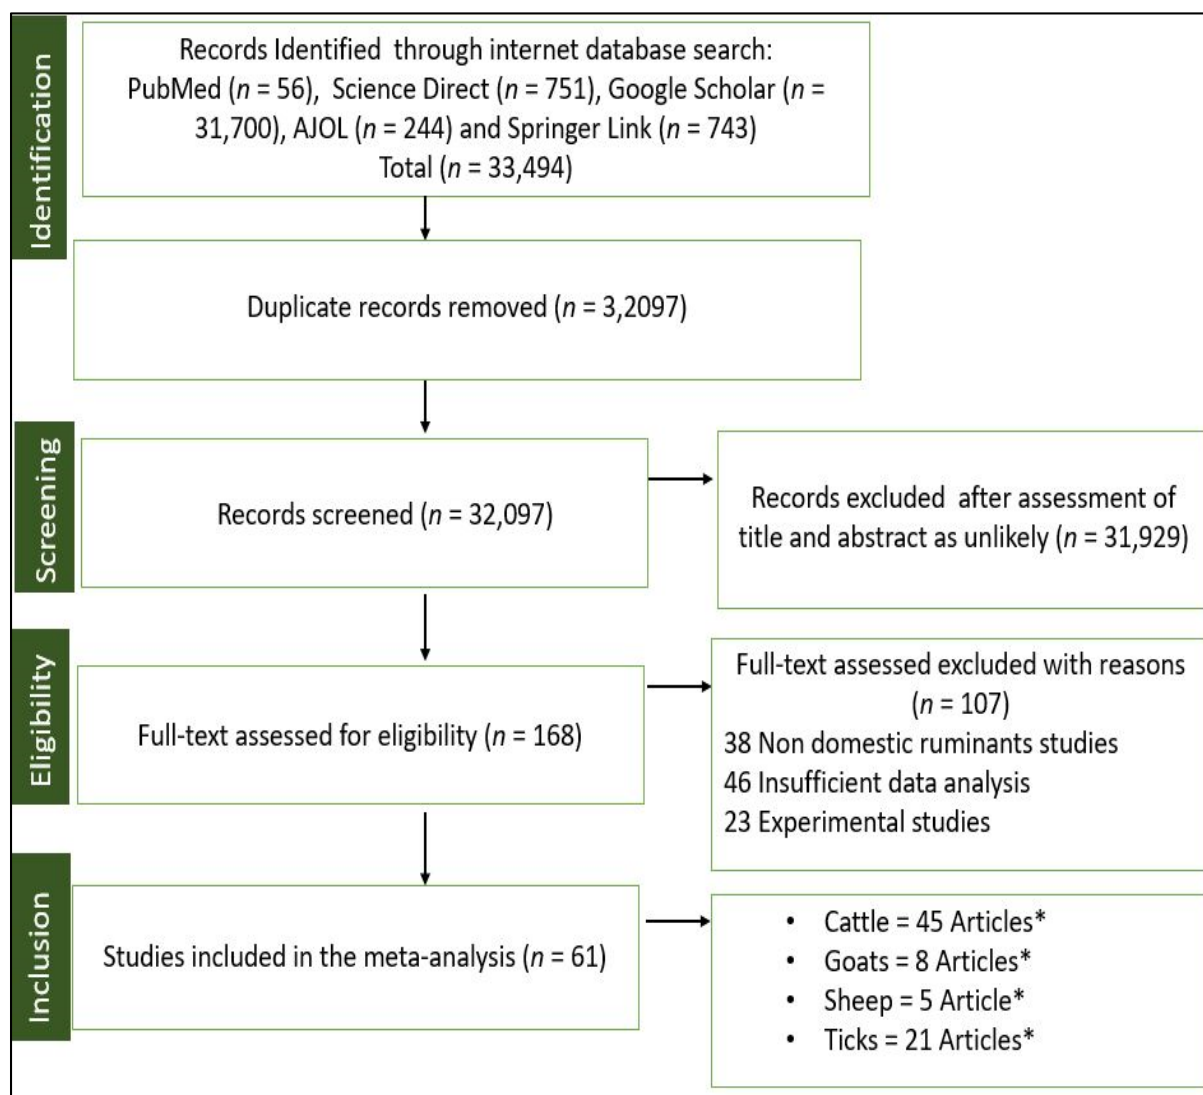 Identification
Records Identified through internet database search:
PubMed (n = 56), Science Direct (n = 751), Google Scholar (n =
31,700), AJOL (n = 244) and Springer Link (n = 743)
Total (n = 33,494)
Duplicate records removed (n = 3,2097)
Screening
Records screened (n = 32,097)
Records excluded after assessment of
title and abstract as unlikely (n = 31,929)
Eligibility
Full-text assessed for eligibility (n = 168)
Full-text assessed excluded with reasons
(n = 107)
38 Non domestic ruminants studies
46 Insufficient data analysis
23 Experimental studies
Inclusion
Studies included in the meta-analysis (n = 61)
• Cattle = 45 Articles*
• Goats = 8 Articles*
• Sheep = 5 Article*
• Ticks = 21 Articles*